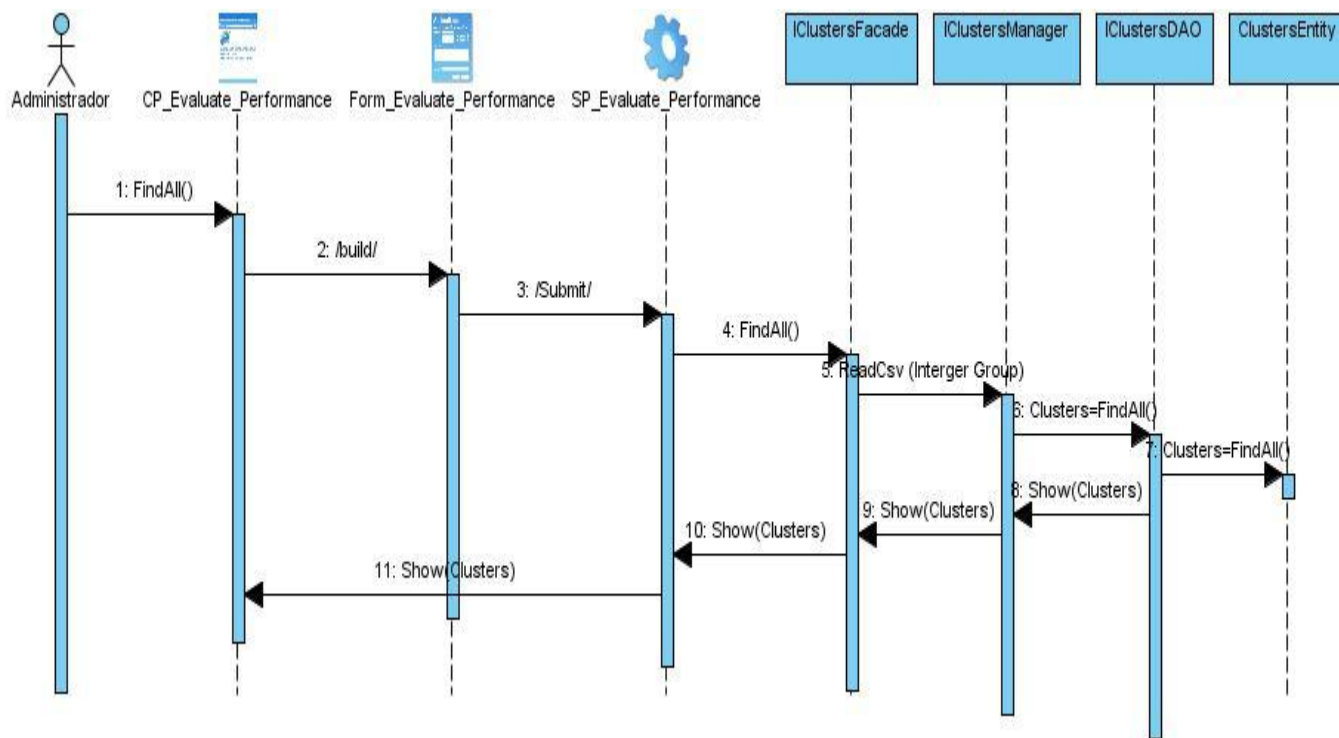 IClustersFacade
IClustersManager
IClustersDAO
ClustersEntity
Administrador
CP_Evaluate_Performance
Form_Evaluate_Performance
SP_Evaluate_Performance
1: FindAll()
2: /build/
3: /Submit/
4: FindAll()
5: ReadCsv (Interger Group)
6: Clusters=FindAll()
7: Clusters=FindAll()
8: Show(Clusters)
9: Show(Clusters)
10: Show(Clusters)
11: Show(Clusters)